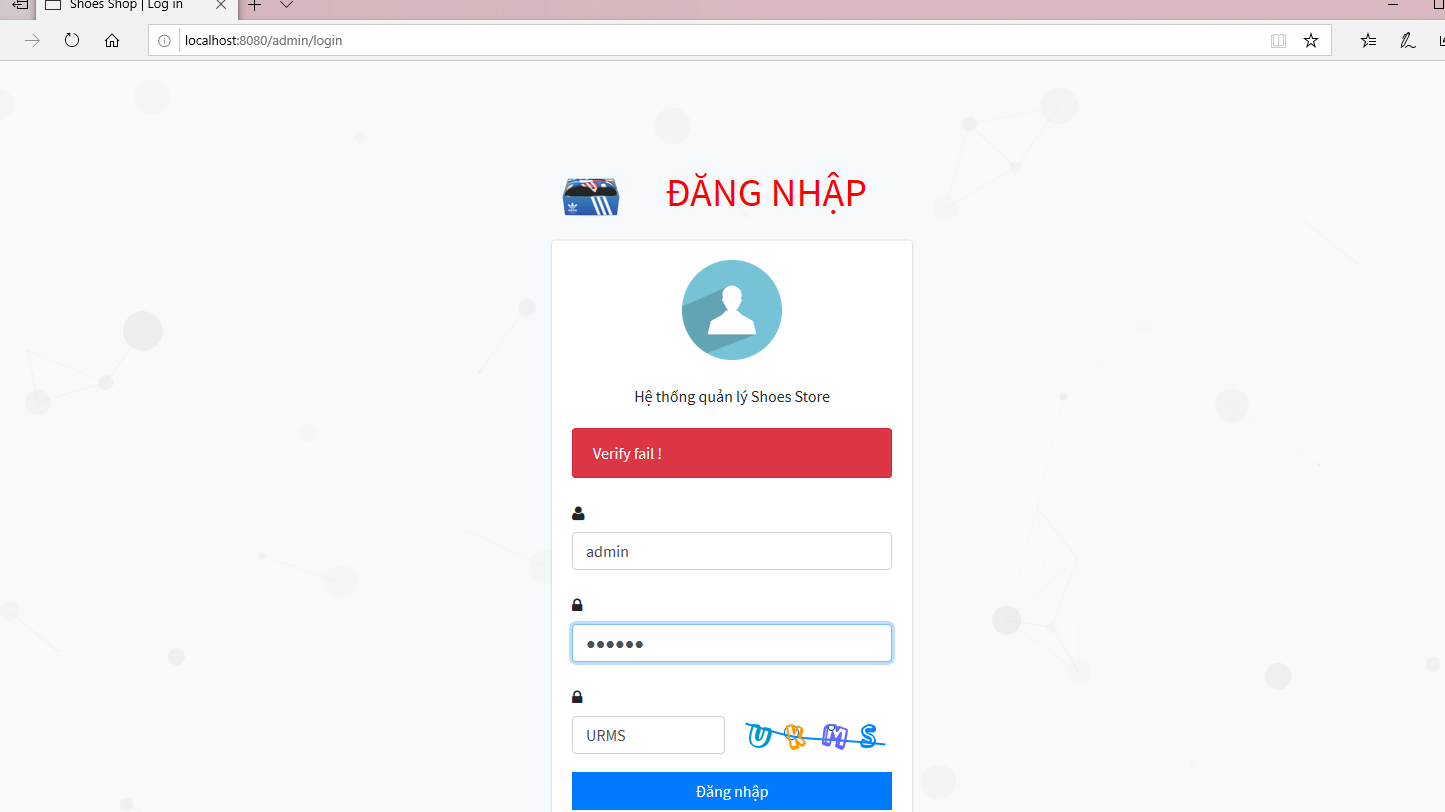 Shoes Shop | Log in
localhost:8080/admin/login
ĐĂNG NHẬP
Hệ thống quản lý Shoes Store
Verify fail !
admin
URMS
Đăng nhập